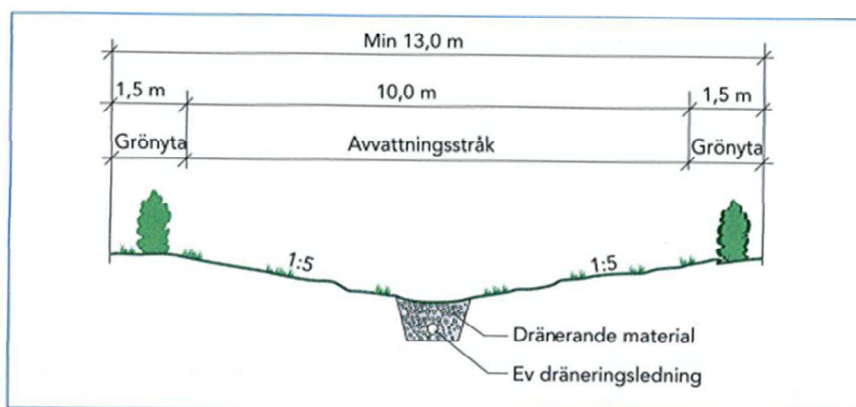 Min 13,0 m
1,5 m 10,0 m 1,5 m
Grönyta Avvattningsstråk Grönyta
1:5 1:5
Dränerande material
Ev dräneringsledning